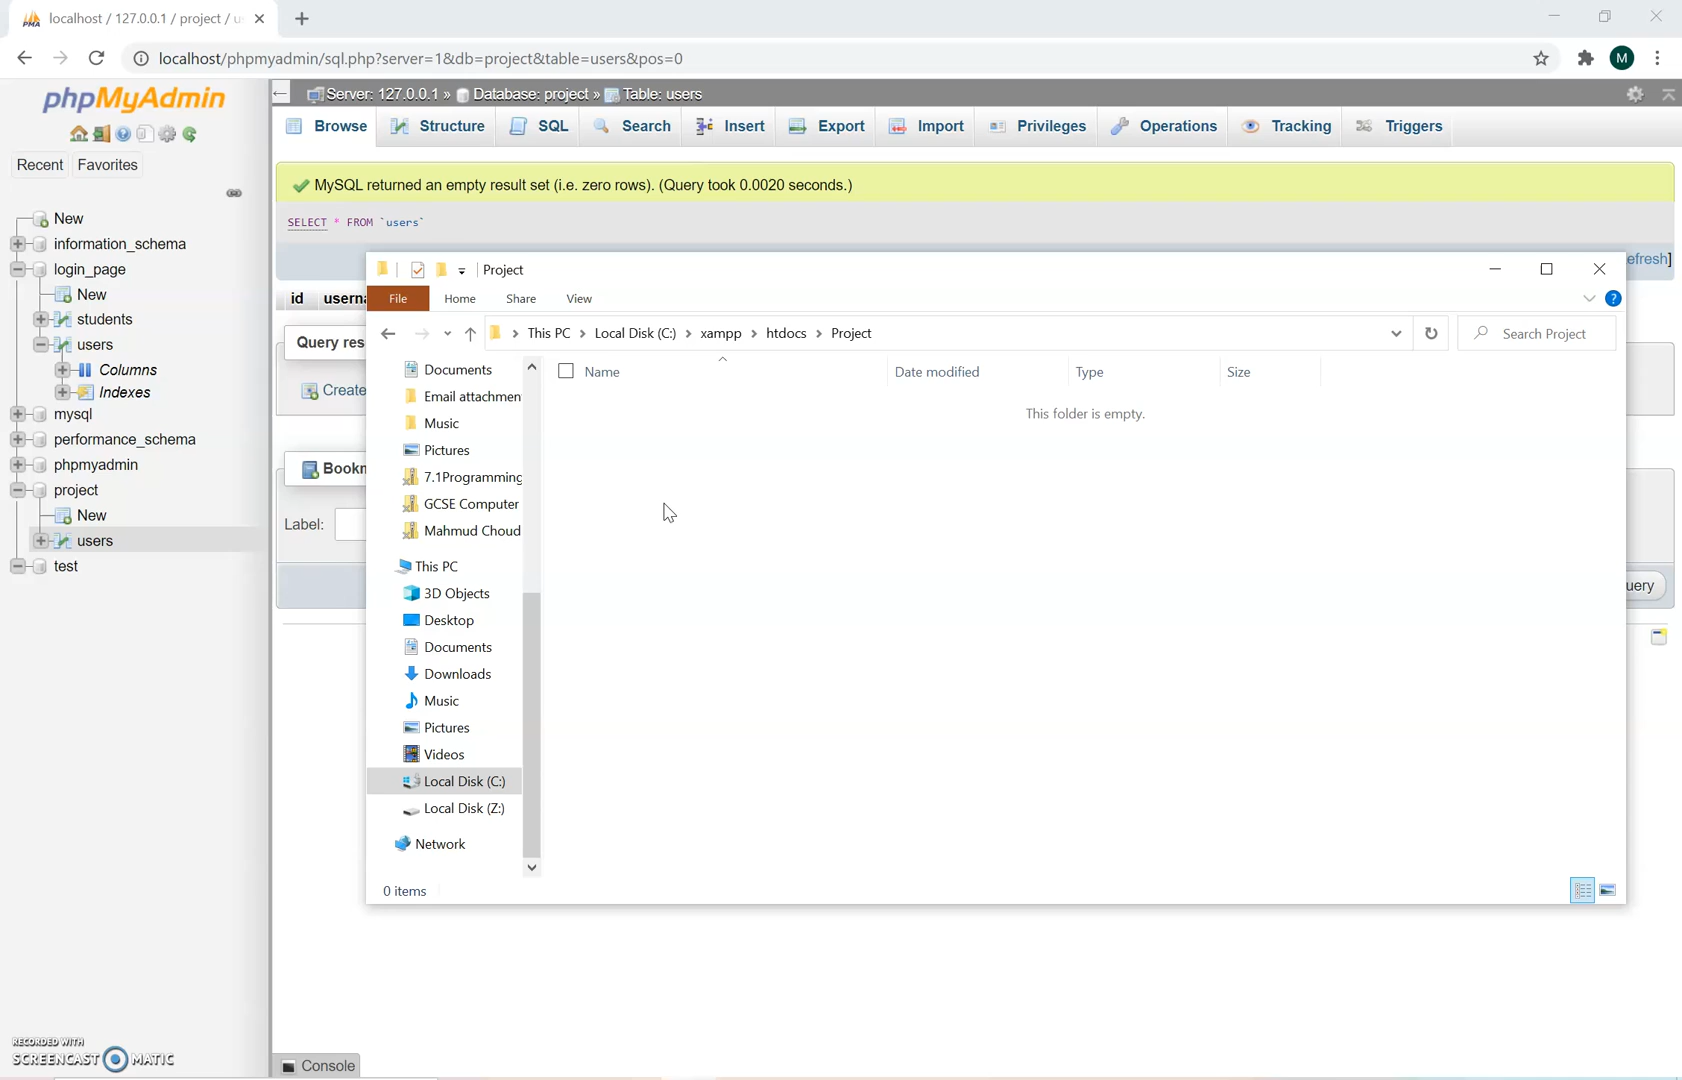 localhost / 127.0.0.1 / project / u
localhost/phpmyadmin/sql.php?server=1&db=project&table=users&pos=0
M
phpMyAdmin
Recent Favorites
New
information_schema
login_page
New
students
users
Columns
Indexes
mysql
performance_schema
phpmyadmin
project
New
users
test
Server: 127.0.0.1 » Database: project » Table: users
Browse Structure SQL Search Insert Export Import Privileges Operations Tracking Triggers
MySQL returned an empty result set (i.e. zero rows). (Query took 0.0020 seconds.)
SELECT * FROM `users`
efresh]
id userna
Query res
Create
Bookm
Label:
uery
Console
Project
File Home Share View
This PC > Local Disk (C:) > xampp > htdocs > Project
Search Project
Name Date modified Type Size
This folder is empty.
Documents
Email attachmen
Music
Pictures
7.1Programming
GCSE Computer
Mahmud Choud
This PC
3D Objects
Desktop
Documents
Downloads
Music
Pictures
Videos
Local Disk (C:)
Local Disk (Z:)
Network
0 items
RECORDED WITH
SCREENCAST MATIC